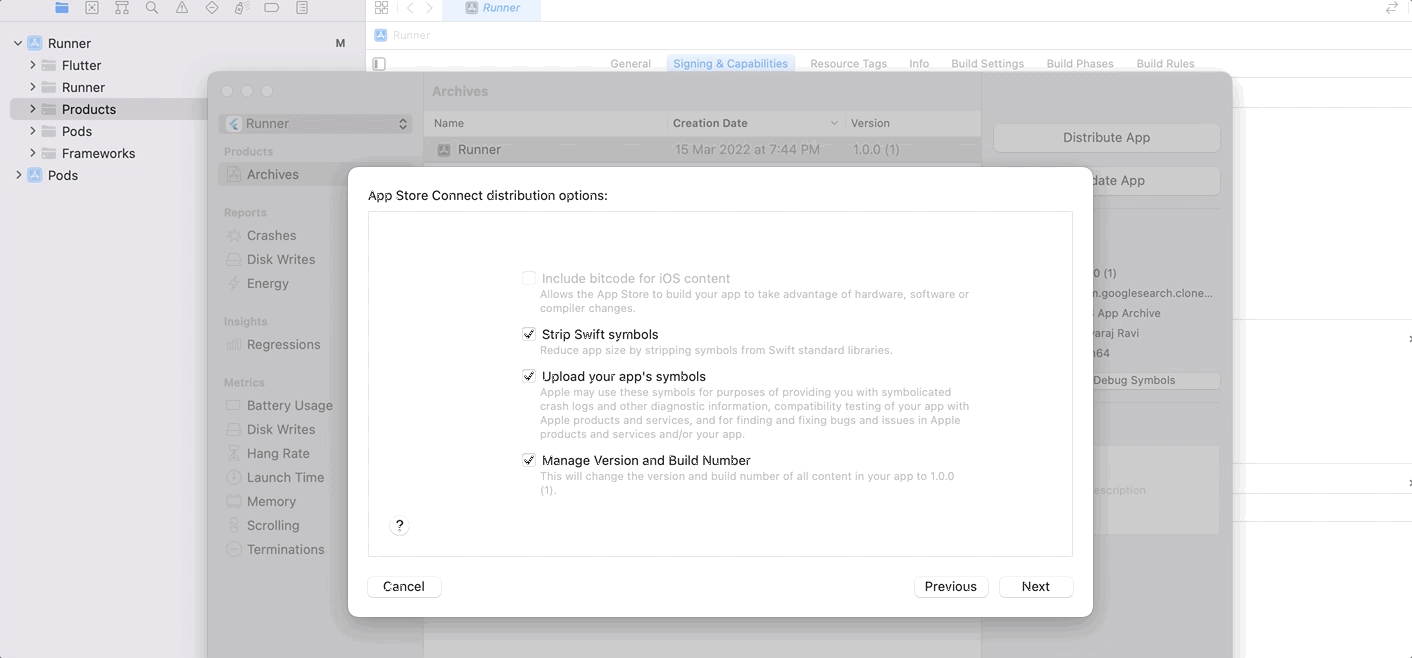 Runner
Runner
M
Runner
Flutter
Runner
Products
Pods
Frameworks
Pods
General
Signing & Capabilities
Resource Tags
Info
Build Settings
Build Phases
Build Rules
Archives
Runner
Name
Creation Date
Version
Products
Runner
15 Mar 2022 at 7:44 PM
1.0.0 (1)
Distribute App
Archives
date App
Reports
Crashes
Disk Writes
Energy
Insights
Regressions
Metrics
Battery Usage
Disk Writes
Hang Rate
Launch Time
Memory
Scrolling
Terminations
App Store Connect distribution options:
Include bitcode for iOS content
Allows the App Store to build your app to take advantage of hardware, software or
compiler changes.
Strip Swift symbols
Reduce app size by stripping symbols from Swift standard libraries.
Upload your app's symbols
Apple may use these symbols for purposes of providing you with symbolicated
crash logs and other diagnostic information, compatibility testing of your app with
Apple products and services, and for finding and fixing bugs and issues in Apple
products and services and/or your app.
Manage Version and Build Number
This will change the version and build number of all content in your app to 1.0.0
(1).
?
Cancel
Previous
Next
0 (1)
m.googlesearch.clone...
App Archive
varaj Ravi
m64
Debug Symbols
escription